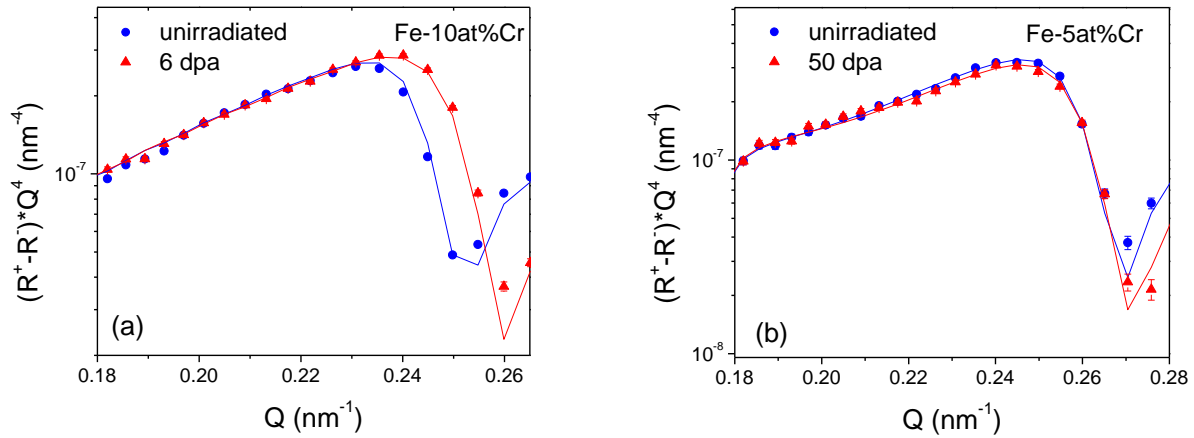 unirradiated
6 dpa
Fe-10at%Cr
10^-7
(R^+-R^-)*Q^4 (nm^-4)
(a)
0.18 0.20 0.22 0.24 0.26
Q (nm^-1)
unirradiated
50 dpa
Fe-5at%Cr
10^-7
10^-8
(R^+-R^-)*Q^4 (nm^-4)
(b)
0.18 0.20 0.22 0.24 0.26 0.28
Q (nm^-1)